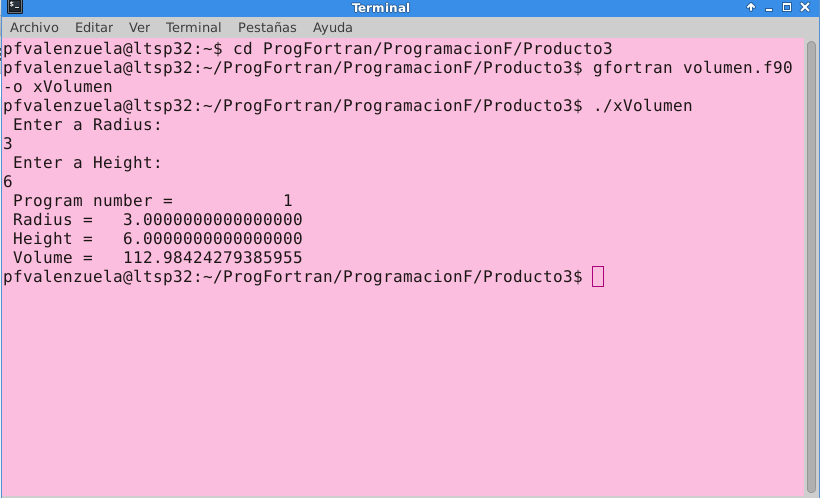 Terminal
Archivo Editar Ver Terminal Pestañas Ayuda
pfvalenzuela@ltsp32:~$ cd ProgFortran/ProgramacionF/Producto3
pfvalenzuela@ltsp32:~/ProgFortran/ProgramacionF/Producto3$ gfortran volumen.f90
-o xVolumen
pfvalenzuela@ltsp32:~/ProgFortran/ProgramacionF/Producto3$ ./xVolumen
 Enter a Radius:
3
 Enter a Height:
6
 Program number =           1
 Radius =   3.0000000000000000
 Height =   6.0000000000000000
 Volume =   112.98424279385955
pfvalenzuela@ltsp32:~/ProgFortran/ProgramacionF/Producto3$